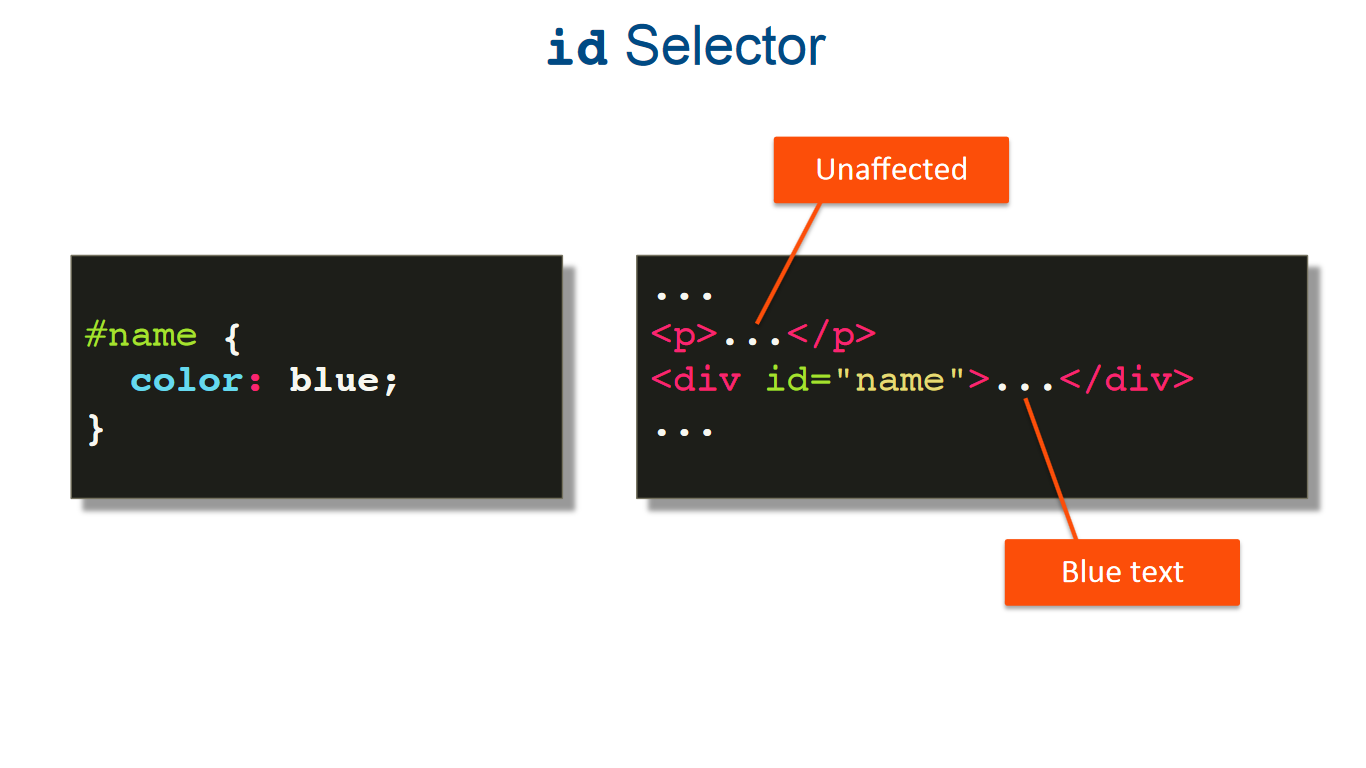 id Selector
Unaffected
#name {
  color: blue;
}
...
<p>...</p>
<div id="name">...</div>
...
Blue text